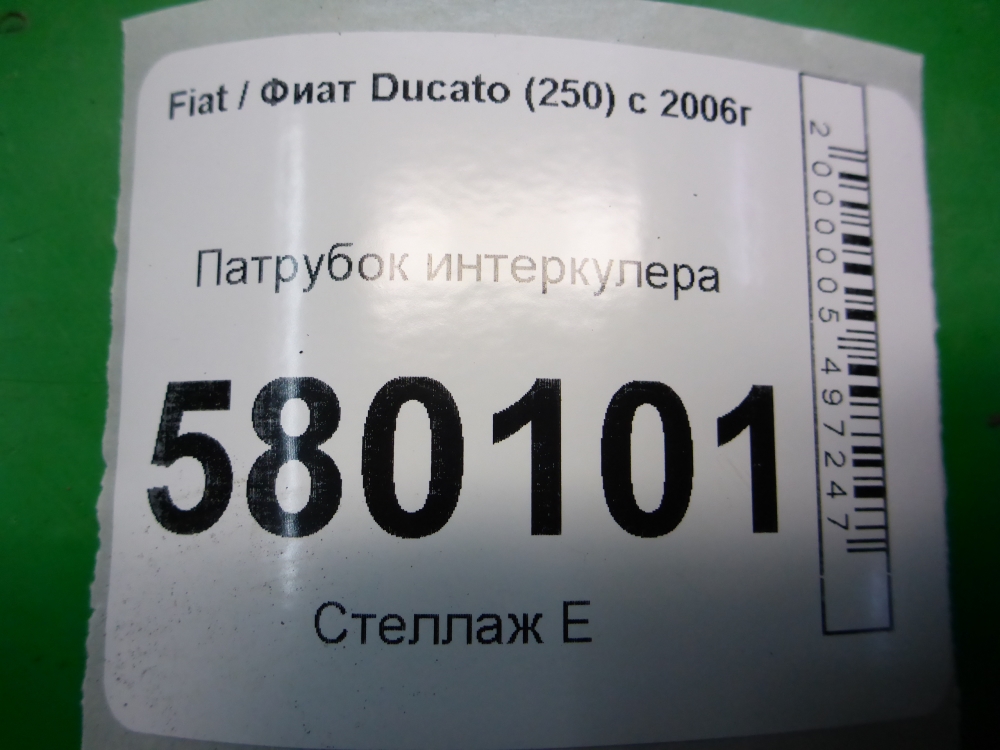 Fiat / Фиат Ducato (250) с 2006г
Патрубок интеркулера
580101
Стеллаж Е
2000005497247